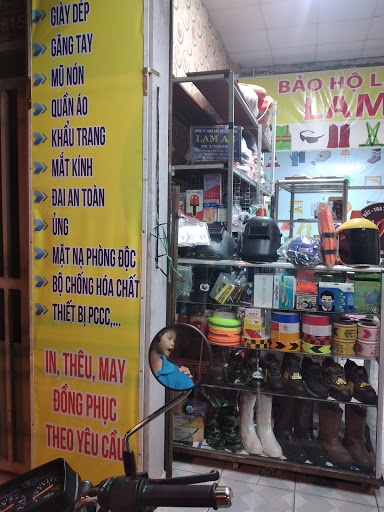 GIÀY DÉP
GĂNG TAY
MŨ NÓN
QUẦN ÁO
KHẨU TRANG
MẮT KÍNH
ĐAI AN TOÀN
ỦNG
MẶT NẠ PHÒNG ĐỘC
BỘ CHỐNG HÓA CHẤT
THIẾT BỊ PCCC,...
IN, THÊU, MAY
ĐỒNG PHỤC
THEO YÊU CẦU
BẢO HỘ L
LAM
LAM A